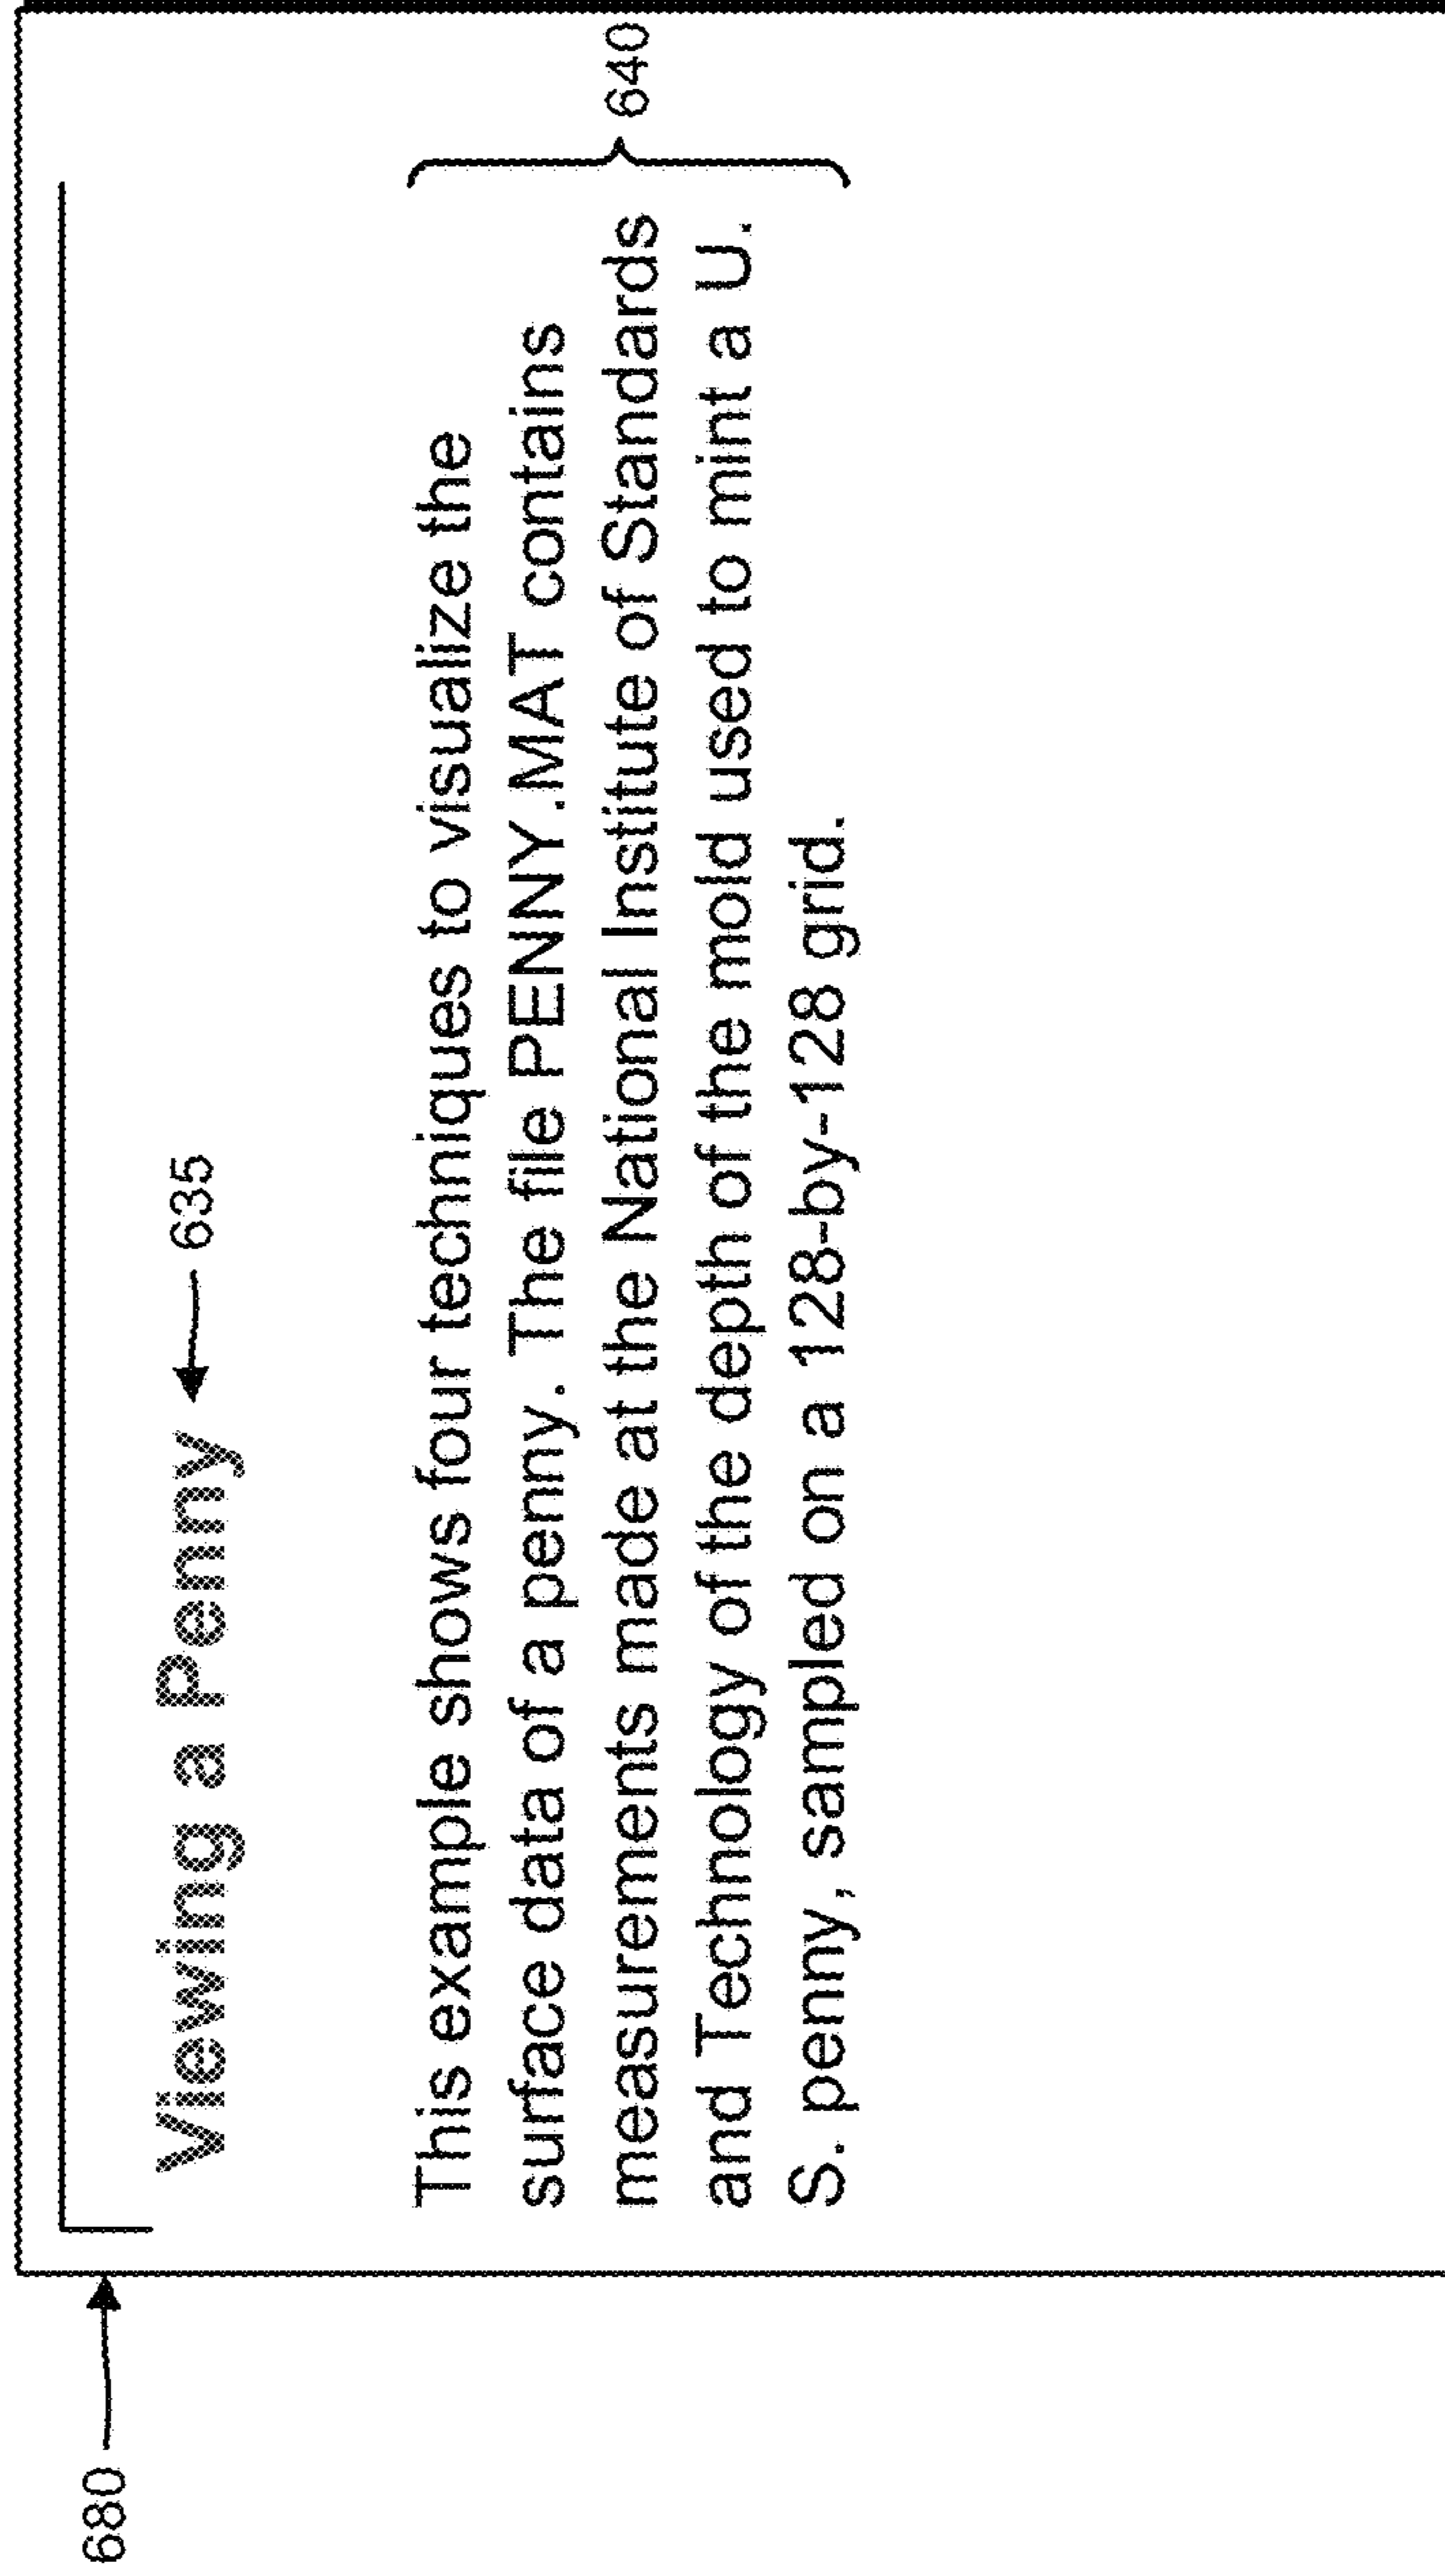 680
Viewing a Penny 635
This example shows four techniques to visualize the
surface data of a penny. The file PENNY.MAT contains
measurements made at the National Institute of Standards
and Technology of the depth of the mold used to mint a U.
S. penny, sampled on a 128-by-128 grid.
640